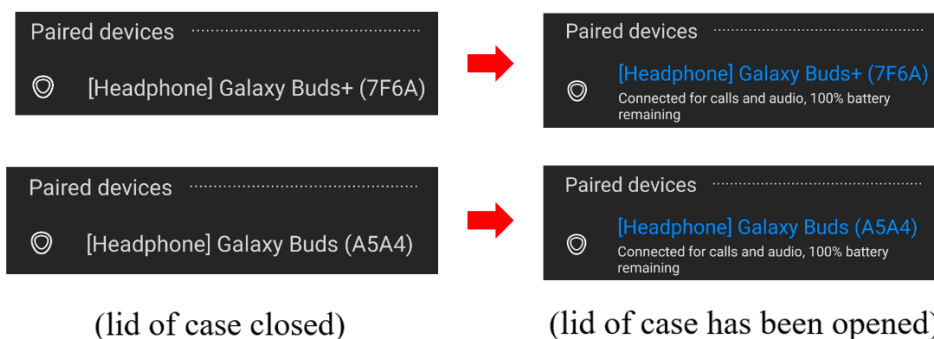 Paired devices
[Headphone] Galaxy Buds+ (7F6A)
Paired devices
[Headphone] Galaxy Buds+ (7F6A)
Connected for calls and audio, 100% battery
remaining
Paired devices
[Headphone] Galaxy Buds (A5A4)
Paired devices
[Headphone] Galaxy Buds (A5A4)
Connected for calls and audio, 100% battery
remaining
(lid of case closed)
(lid of case has been opened)